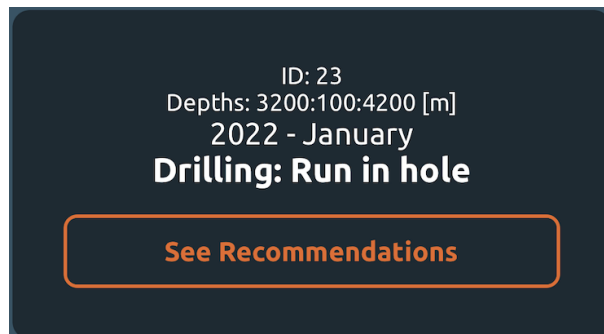 ID: 23
Depths: 3200:100:4200 [m]
2022 - January
Drilling: Run in hole
See Recommendations